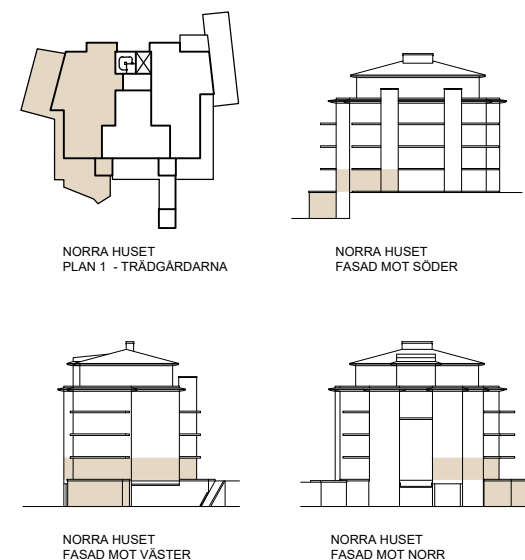 NORRA HUSET
PLAN 1 - TRÄDGÅRDARNA
NORRA HUSET
FASAD MOT SÖDER
NORRA HUSET
FASAD MOT VÄSTER
NORRA HUSET
FASAD MOT NORR